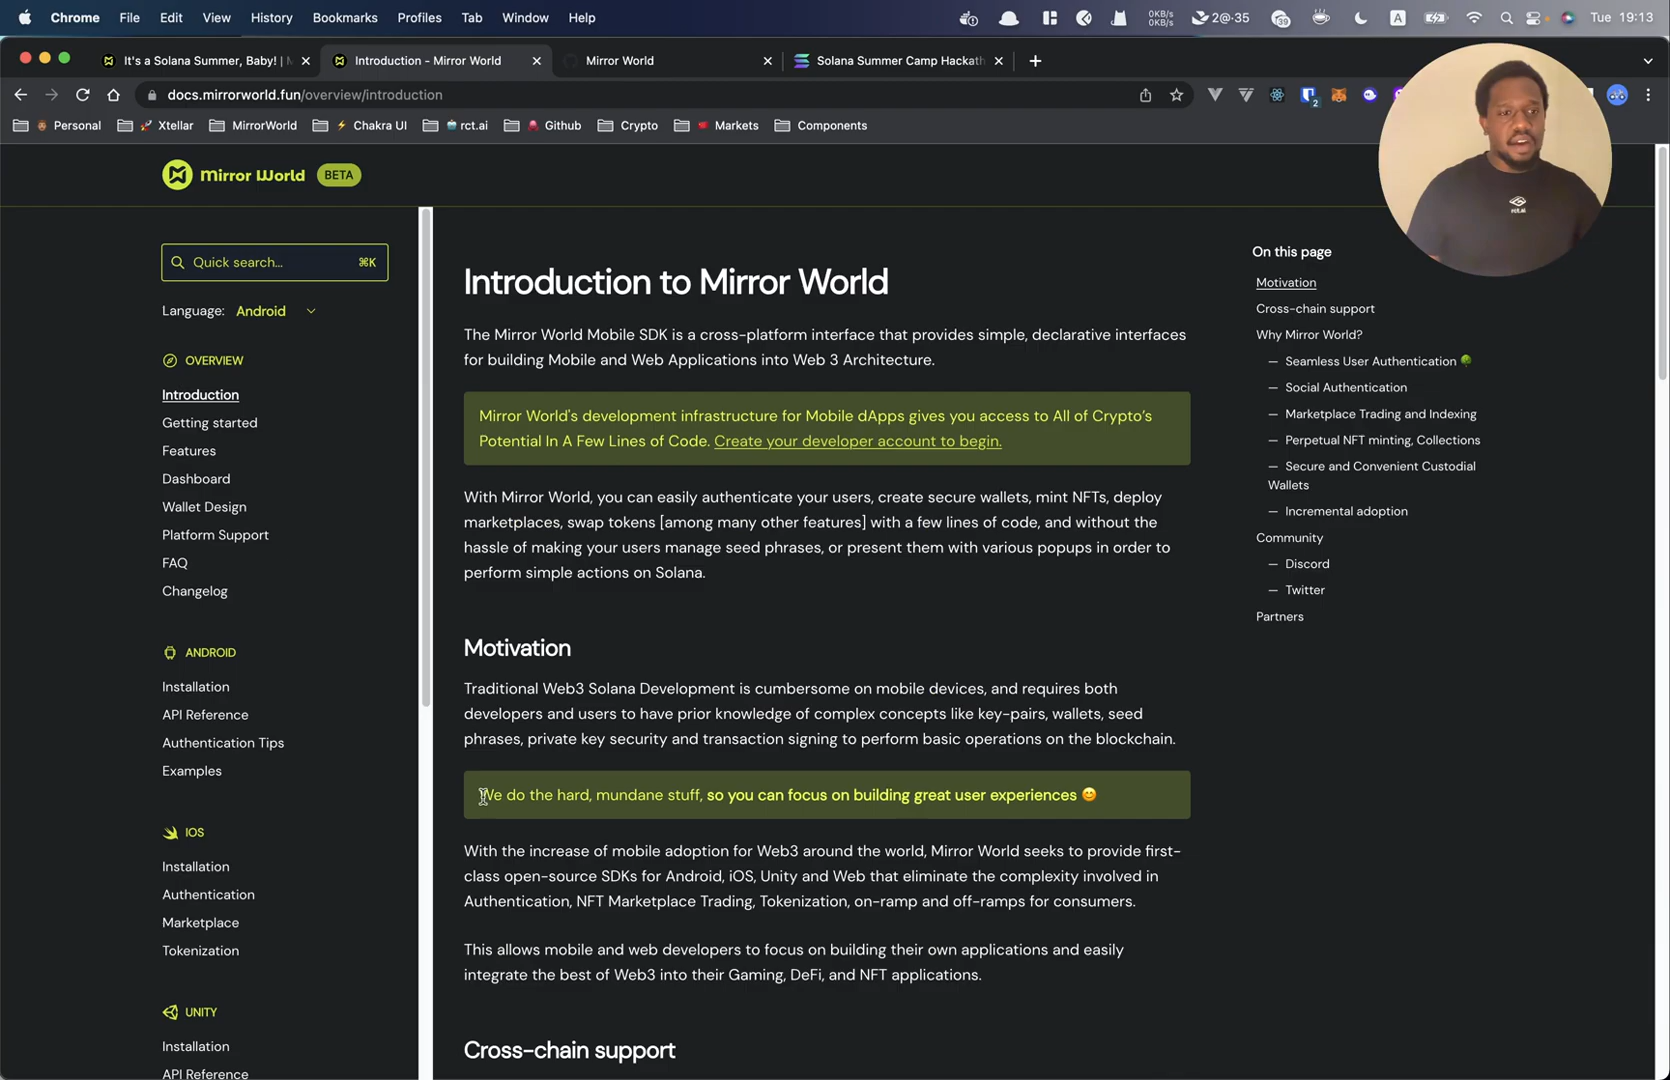 Chrome File Edit View History Bookmarks Profiles Tab Window Help
0KB/s
0KB/s
2@-35
39
A
Tue 19:13
It's a Solana Summer, Baby! |
Introduction - Mirror World
Mirror World
Solana Summer Camp Hackath
docs.mirrorworld.fun/overview/introduction
2
Personal Xtellar MirrorWorld Chakra UI rct.ai Github Crypto Markets Components
Mirror World BETA
Quick search... ⌘K
Language: Android
OVERVIEW
Introduction
Getting started
Features
Dashboard
Wallet Design
Platform Support
FAQ
Changelog
ANDROID
Installation
API Reference
Authentication Tips
Examples
IOS
Installation
Authentication
Marketplace
Tokenization
UNITY
Installation
API Reference
Introduction to Mirror World
The Mirror World Mobile SDK is a cross-platform interface that provides simple, declarative interfaces
for building Mobile and Web Applications into Web 3 Architecture.
Mirror World's development infrastructure for Mobile dApps gives you access to All of Crypto's
Potential In A Few Lines of Code. Create your developer account to begin.
With Mirror World, you can easily authenticate your users, create secure wallets, mint NFTs, deploy
marketplaces, swap tokens [among many other features] with a few lines of code, and without the
hassle of making your users manage seed phrases, or present them with various popups in order to
perform simple actions on Solana.
Motivation
Traditional Web3 Solana Development is cumbersome on mobile devices, and requires both
developers and users to have prior knowledge of complex concepts like key-pairs, wallets, seed
phrases, private key security and transaction signing to perform basic operations on the blockchain.
We do the hard, mundane stuff, so you can focus on building great user experiences 😊
With the increase of mobile adoption for Web3 around the world, Mirror World seeks to provide first-
class open-source SDKs for Android, iOS, Unity and Web that eliminate the complexity involved in
Authentication, NFT Marketplace Trading, Tokenization, on-ramp and off-ramps for consumers.
This allows mobile and web developers to focus on building their own applications and easily
integrate the best of Web3 into their Gaming, DeFi, and NFT applications.
Cross-chain support
On this page
Motivation
Cross-chain support
Why Mirror World?
— Seamless User Authentication 🌳
— Social Authentication
— Marketplace Trading and Indexing
— Perpetual NFT minting, Collections
— Secure and Convenient Custodial
Wallets
— Incremental adoption
Community
— Discord
— Twitter
Partners